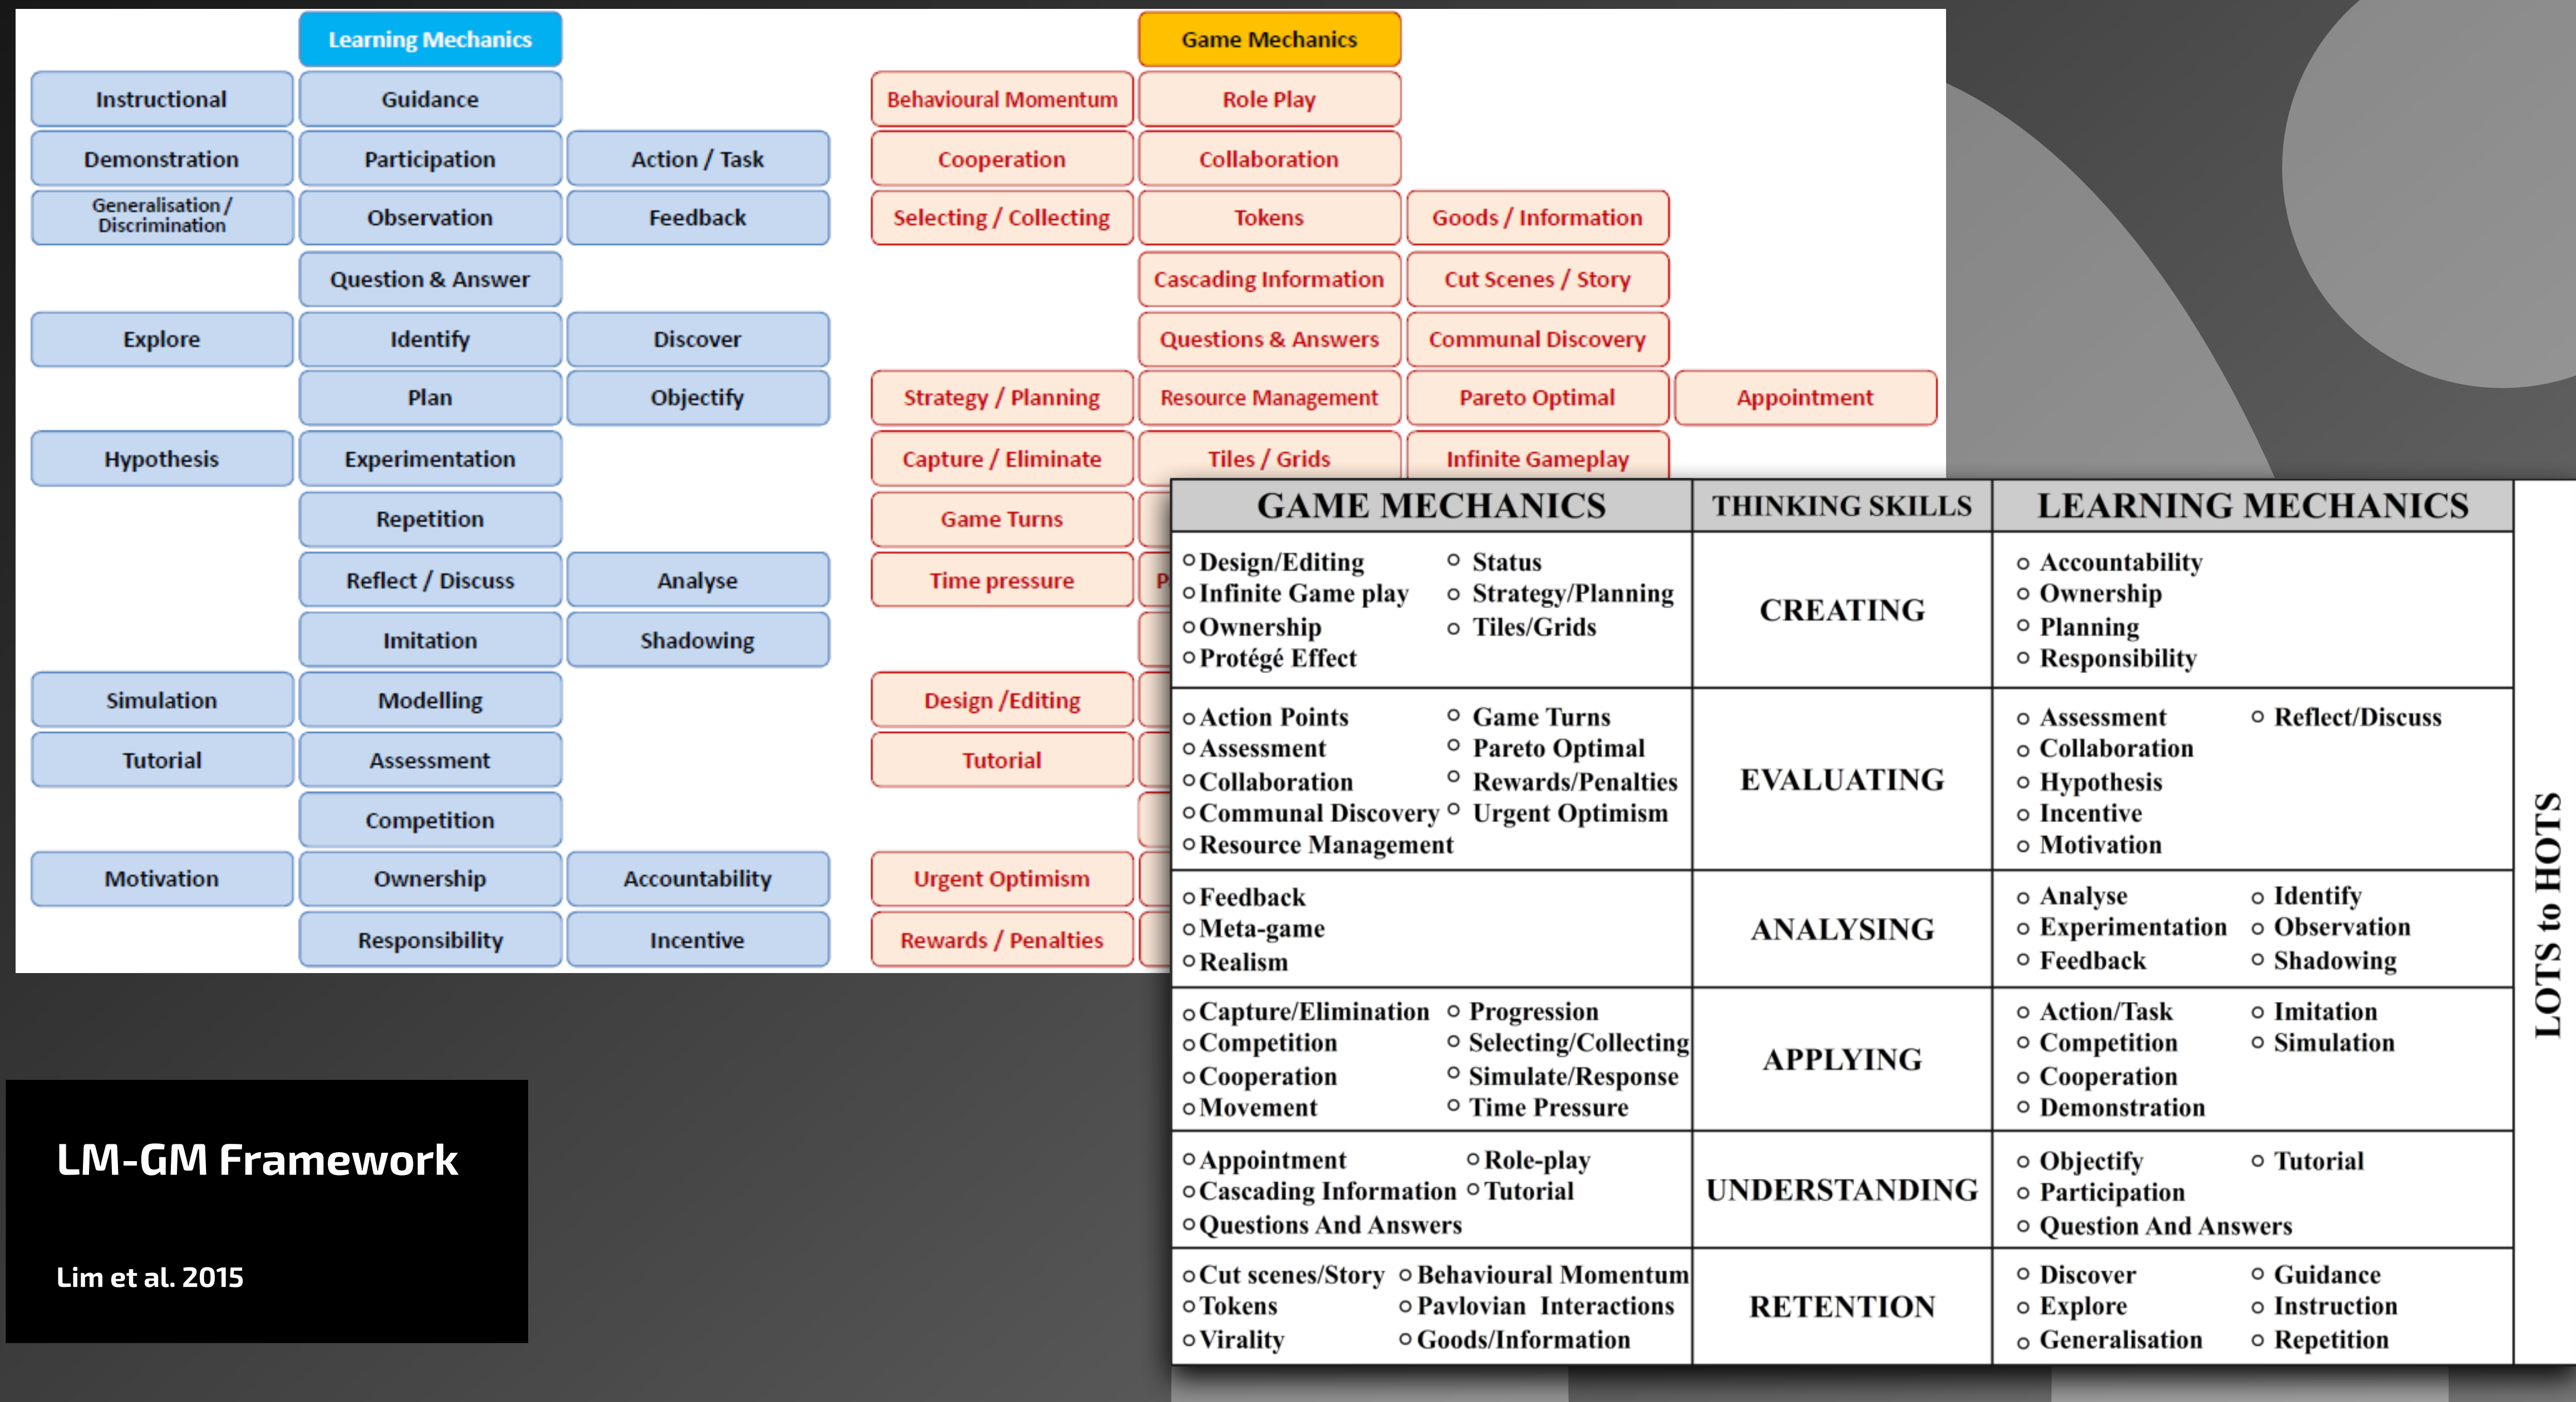 Learning Mechanics
Instructional Guidance
Demonstration Participation Action / Task
Generalisation /
Discrimination Observation Feedback
Question & Answer
Explore Identify Discover
Plan Objectify
Hypothesis Experimentation
Repetition
Reflect / Discuss Analyse
Imitation Shadowing
Simulation Modelling
Tutorial Assessment
Competition
Motivation Ownership Accountability
Responsibility Incentive
Game Mechanics
Behavioural Momentum Role Play
Cooperation Collaboration
Selecting / Collecting Tokens Goods / Information
Cascading Information Cut Scenes / Story
Questions & Answers Communal Discovery
Strategy / Planning Resource Management Pareto Optimal Appointment
Capture / Eliminate Tiles / Grids Infinite Gameplay
Game Turns
Time pressure P
Design /Editing
Tutorial
Urgent Optimism
Rewards / Penalties
GAME MECHANICS THINKING SKILLS LEARNING MECHANICS
Design/Editing Status
Infinite Game play Strategy/Planning
Ownership Tiles/Grids
Protégé Effect
CREATING
Accountability
Ownership
Planning
Responsibility
Action Points Game Turns
Assessment Pareto Optimal
Collaboration Rewards/Penalties
Communal Discovery Urgent Optimism
Resource Management
EVALUATING
Assessment Reflect/Discuss
Collaboration
Hypothesis
Incentive
Motivation
Feedback
Meta-game
Realism
ANALYSING
Analyse Identify
Experimentation Observation
Feedback Shadowing
Capture/Elimination Progression
Competition Selecting/Collecting
Cooperation Simulate/Response
Movement Time Pressure
APPLYING
Action/Task Imitation
Competition Simulation
Cooperation
Demonstration
Appointment Role-play
Cascading Information Tutorial
Questions And Answers
UNDERSTANDING
Objectify Tutorial
Participation
Question And Answers
Cut scenes/Story Behavioural Momentum
Tokens Pavlovian Interactions
Virality Goods/Information
RETENTION
Discover Guidance
Explore Instruction
Generalisation Repetition
LOTS to HOTS
LM-GM Framework
Lim et al. 2015